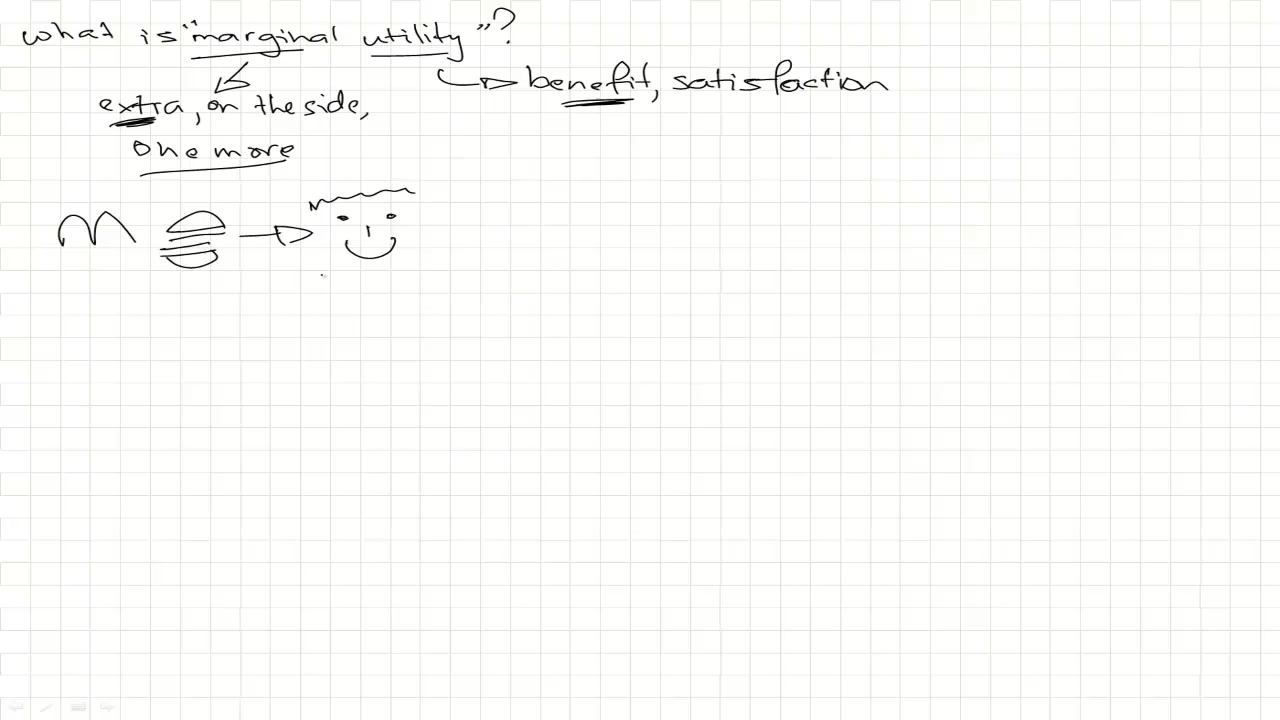 what is "marginal utility"?
benefit, satisfaction
extra, on the side,
one more
M